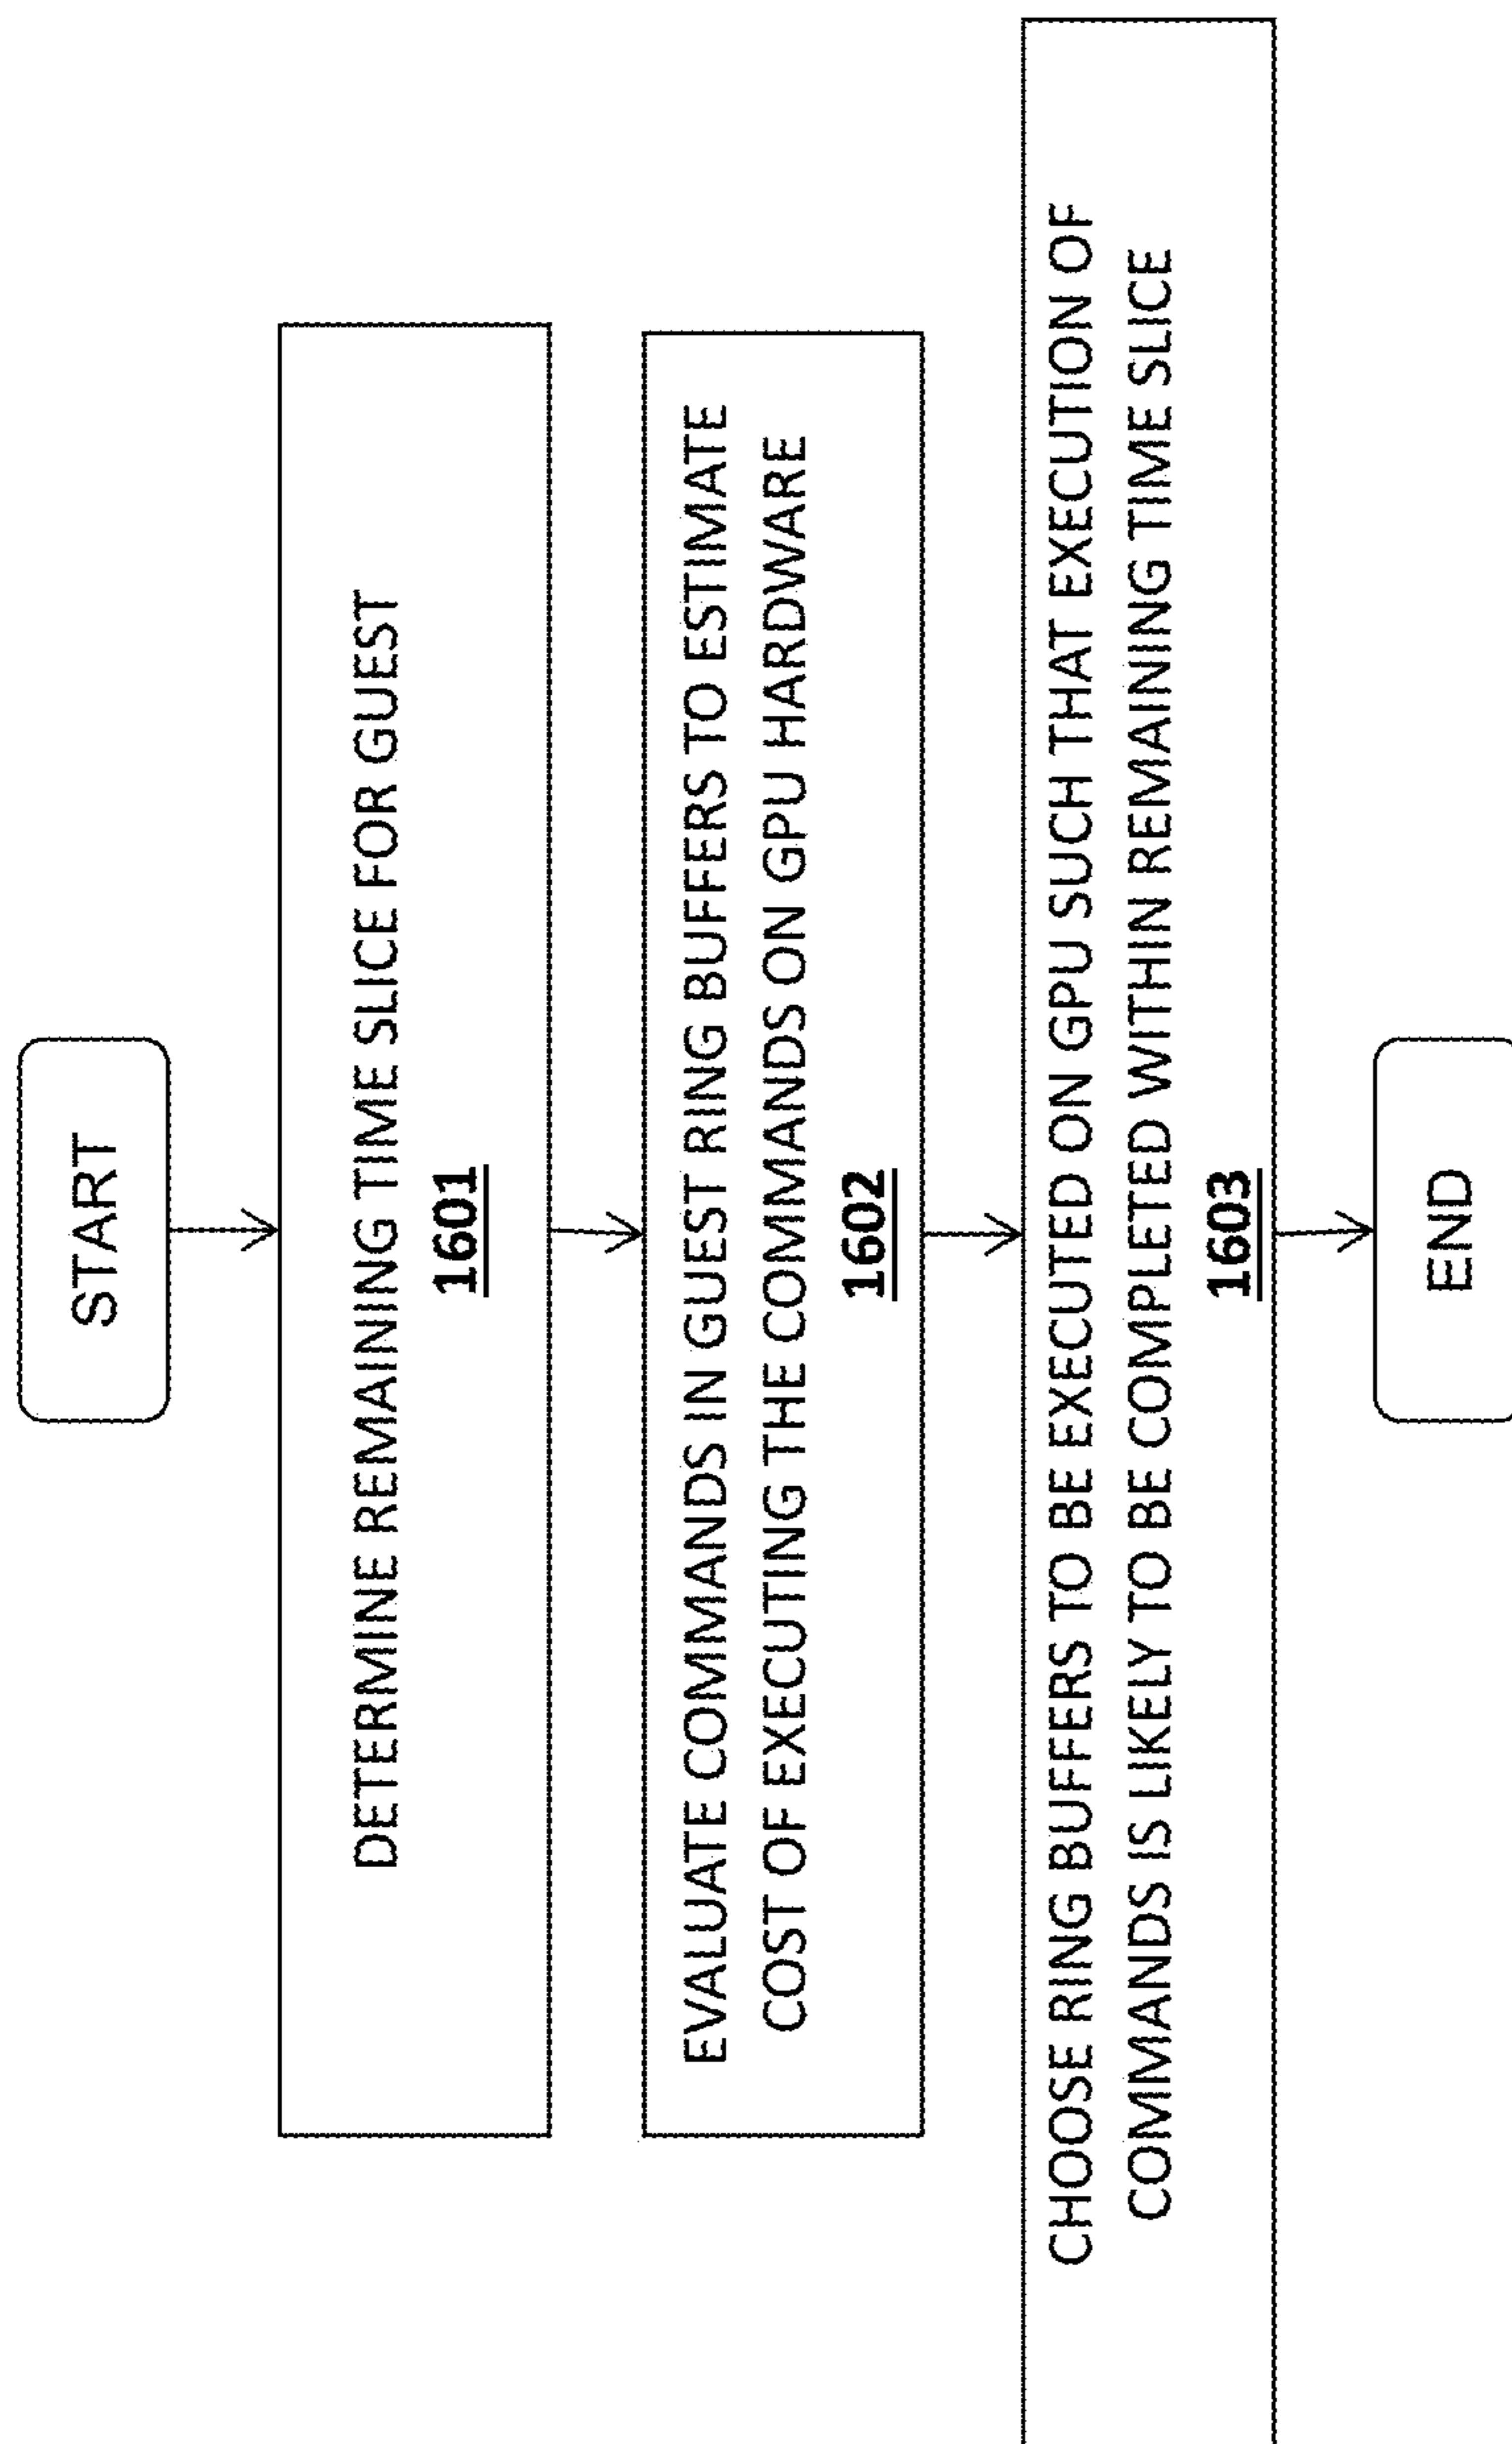 START
DETERMINE REMAINING TIME SLICE FOR GUEST
1601
EVALUATE COMMANDS IN GUEST RING BUFFERS TO ESTIMATE
COST OF EXECUTING THE COMMANDS ON GPU HARDWARE
1602
CHOOSE RING BUFFERS TO BE EXECUTED ON GPU SUCH THAT EXECUTION OF
COMMANDS IS LIKELY TO BE COMPLETED WITHIN REMAINING TIME SLICE
1603
END